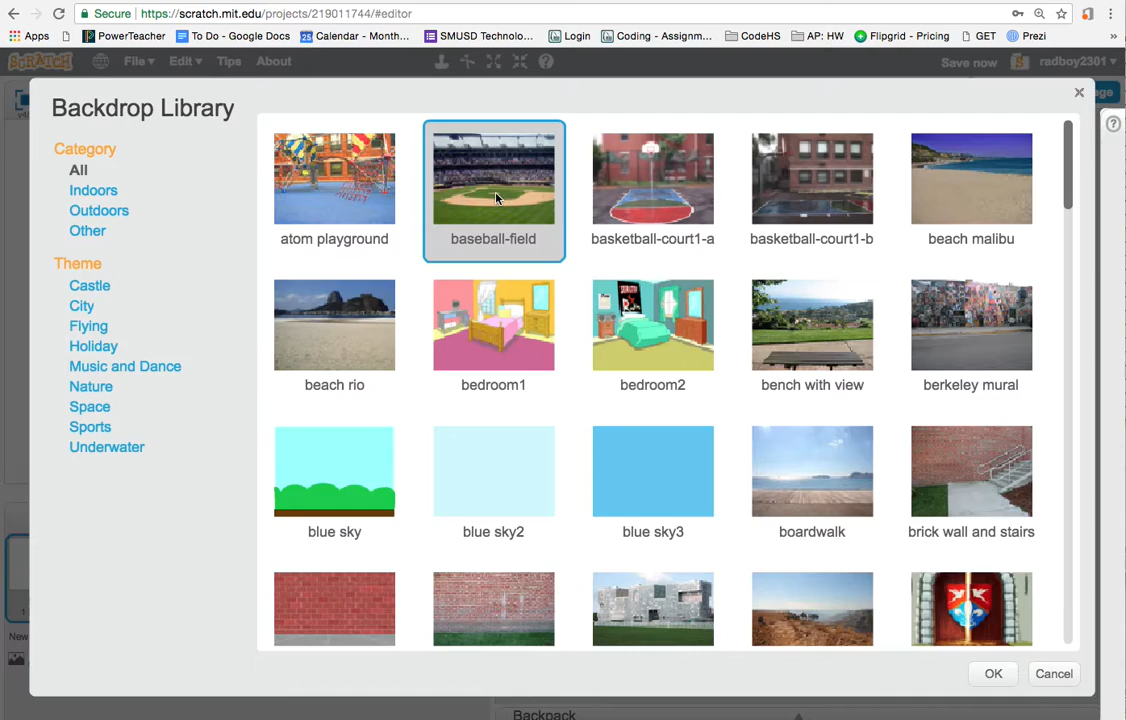 Secure https://scratch.mit.edu/projects/219011744/#editor
Apps PowerTeacher To Do - Google Docs Calendar - Month... SMUSD Technolo... Login Coding - Assignm... CodeHS AP: HW Flipgrid - Pricing GET Prezi »
SCRATCH File Edit Tips About Save now radboy2301
Backdrop Library
Category
All
Indoors
Outdoors
Other
Theme
Castle
City
Flying
Holiday
Music and Dance
Nature
Space
Sports
Underwater
atom playground baseball-field basketball-court1-a basketball-court1-b beach malibu
beach rio bedroom1 bedroom2 bench with view berkeley mural
blue sky blue sky2 blue sky3 boardwalk brick wall and stairs
OK Cancel
New
Backpack